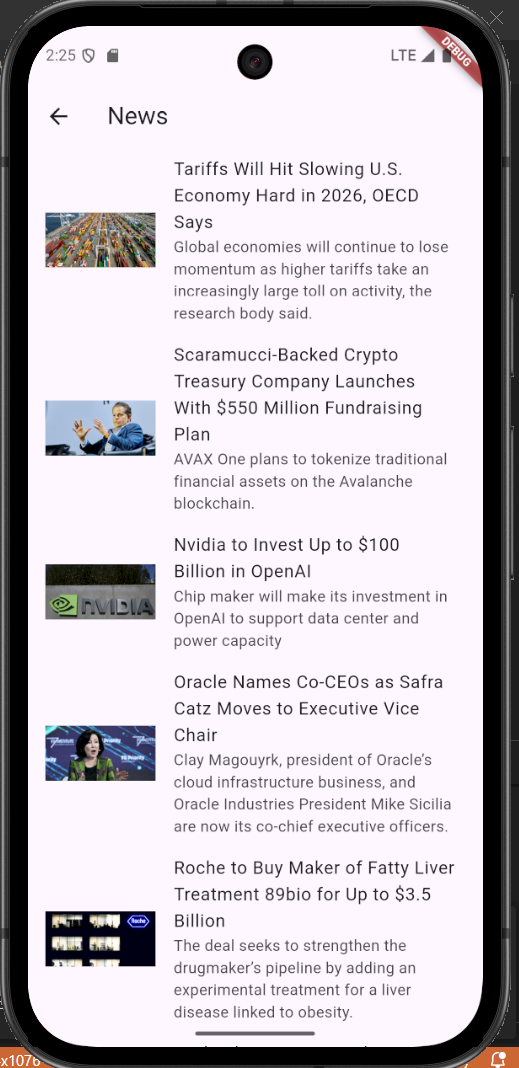 2:25
LTE
DEBUG
News
Tariffs Will Hit Slowing U.S.
Economy Hard in 2026, OECD
Says
Global economies will continue to lose
momentum as higher tariffs take an
increasingly large toll on activity, the
research body said.
Scaramucci-Backed Crypto
Treasury Company Launches
With $550 Million Fundraising
Plan
AVAX One plans to tokenize traditional
financial assets on the Avalanche
blockchain.
Nvidia to Invest Up to $100
Billion in OpenAI
NVIDIA
Chip maker will make its investment in
OpenAI to support data center and
power capacity
Oracle Names Co-CEOs as Safra
Catz Moves to Executive Vice
Chair
Clay Magouyrk, president of Oracle’s
cloud infrastructure business, and
Oracle Industries President Mike Sicilia
are now its co-chief executive officers.
Roche to Buy Maker of Fatty Liver
Treatment 89bio for Up to $3.5
Billion
Roche
The deal seeks to strengthen the
drugmaker’s pipeline by adding an
experimental treatment for a liver
disease linked to obesity.
x1076